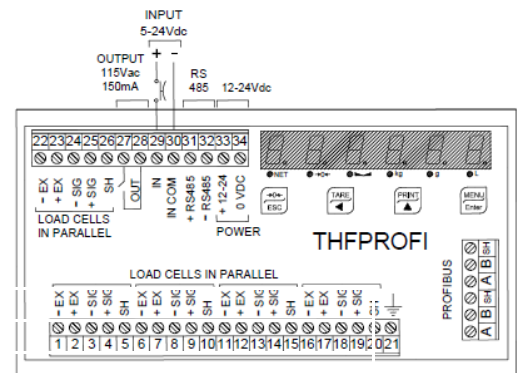 INPUT
5-24Vdc
+ −
OUTPUT
115Vac
150mA
RS
485
12-24Vdc
22 23 24 25 26 27 28 29 30 31 32 33 34
- EX
+ EX
- SIG
+ SIG
SH
OUT
IN
IN COM
+ RS485
- RS485
+ 12-24
0 VDC
LOAD CELLS
IN PARALLEL
POWER
NET →0← kg g L
→0←
ESC
TARE
PRINT
MENU
Enter
THFPROFI
PROFIBUS
SH
B
A
SH
B
A
LOAD CELLS IN PARALLEL
- EX
+ EX
- SIG
+ SIG
SH
- EX
+ EX
- SIG
+ SIG
SH
- EX
+ EX
- SIG
+ SIG
SH
- EX
+ EX
- SIG
+ SIG
SH
1 2 3 4 5 6 7 8 9 10 11 12 13 14 15 16 17 18 19 20 21